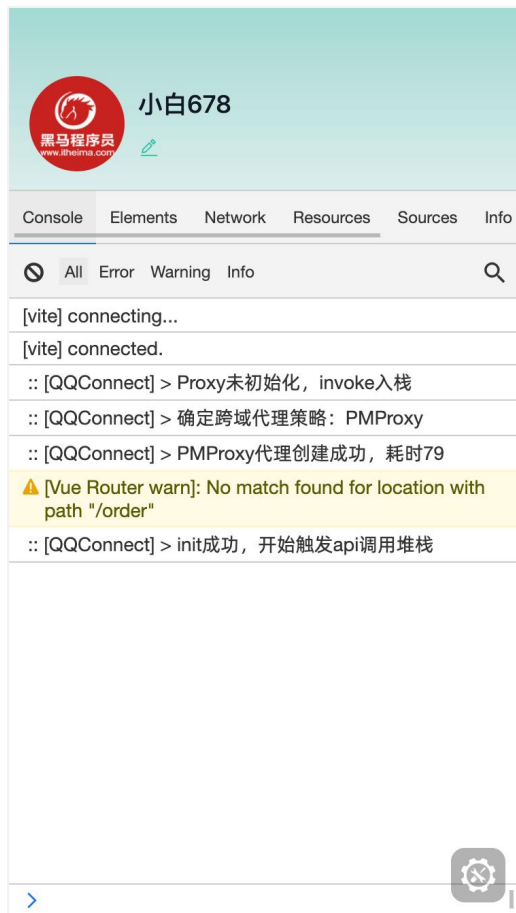 小白678
黑马程序员
www.itheima.com
Console Elements Network Resources Sources Info
All Error Warning Info
[vite] connecting...
[vite] connected.
:: [QQConnect] > Proxy未初始化，invoke入栈
:: [QQConnect] > 确定跨域代理策略：PMProxy
:: [QQConnect] > PMProxy代理创建成功，耗时79
[Vue Router warn]: No match found for location with
path "/order"
:: [QQConnect] > init成功，开始触发api调用堆栈